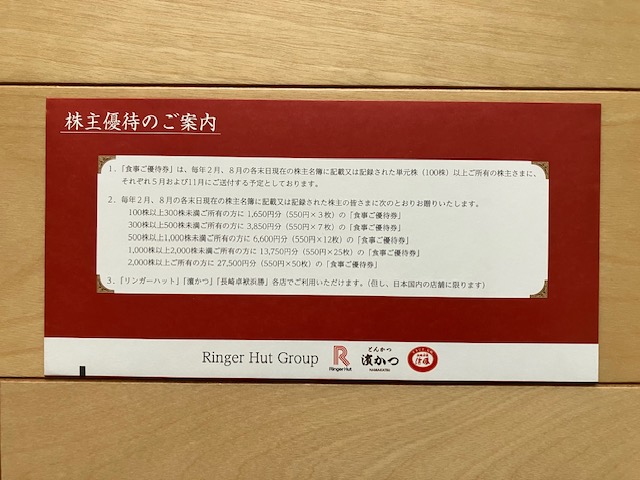 株主優待のご案内
1．「食事ご優待券」は、毎年２月、８月の各末日現在の株主名簿に記載又は記録された単元株（100株）以上ご所有の株主さまに、
それぞれ５月および11月にご送付する予定としております。
2．毎年２月、８月の各末日現在の株主名簿に記載又は記録された株主の皆さまに次のとおりお贈りいたします。
100株以上300株未満ご所有の方に 1,650円分（550円×３枚）の「食事ご優待券」
300株以上500株未満ご所有の方に 3,850円分（550円×７枚）の「食事ご優待券」
500株以上1,000株未満ご所有の方に 6,600円分（550円×12枚）の「食事ご優待券」
1,000株以上2,000株未満ご所有の方に 13,750円分（550円×25枚）の「食事ご優待券」
2,000株以上ご所有の方に 27,500円分（550円×50枚）の「食事ご優待券」
3．「リンガーハット」「濵かつ」「長崎卓袱浜勝」各店でご利用いただけます。（但し、日本国内の店舗に限ります）
Ringer Hut Group
R
Ringer Hut
とんかつ
濵かつ
HAMAKATSU